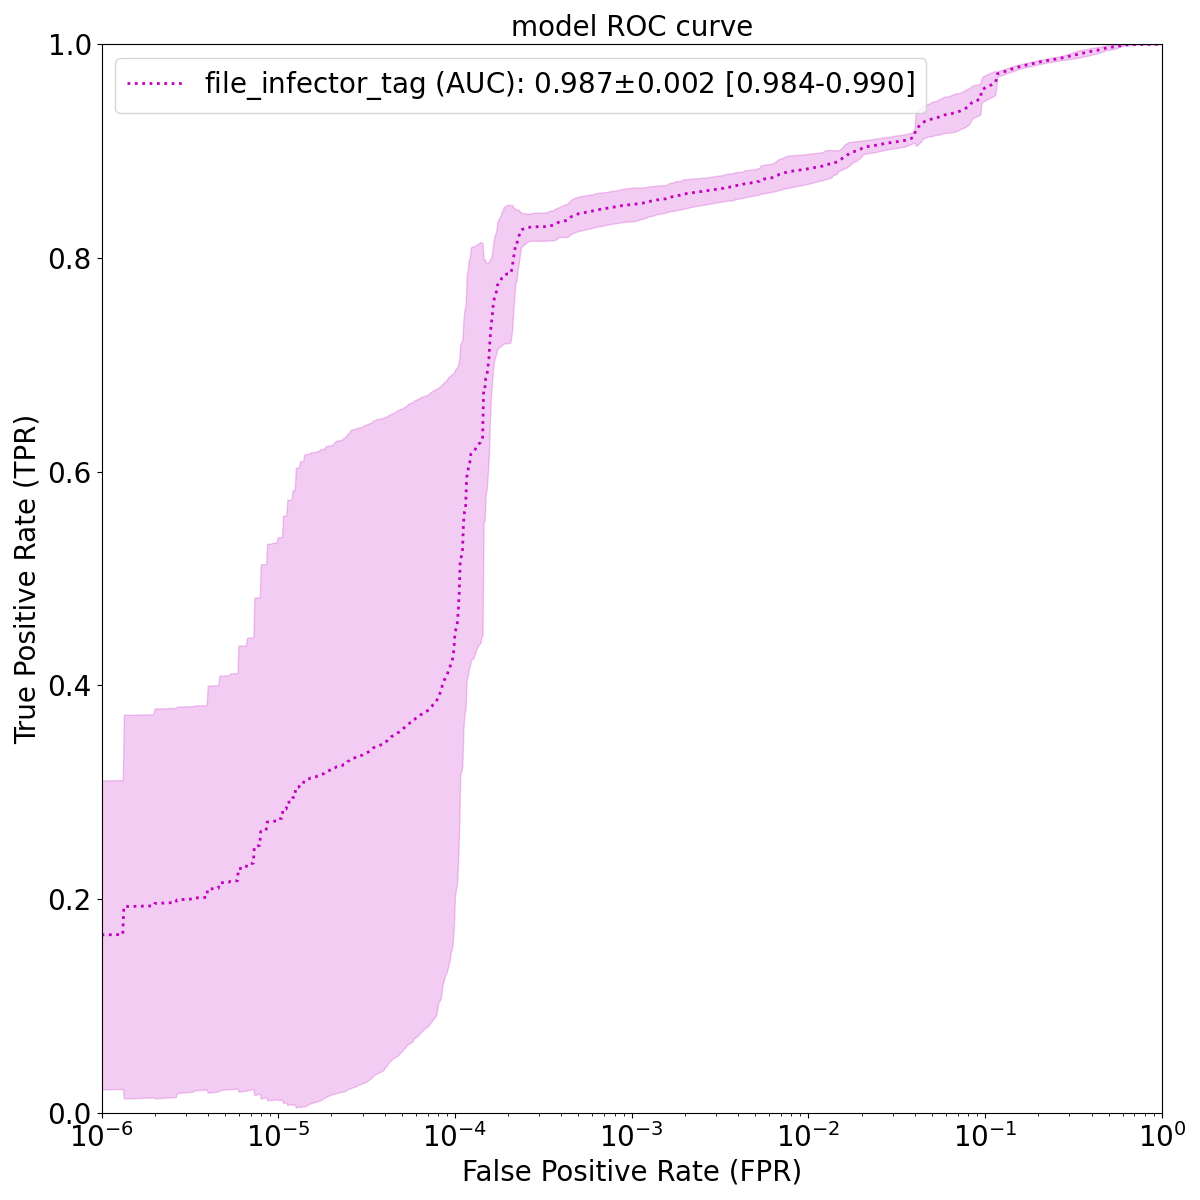 model ROC curve
file_infector_tag (AUC): 0.987±0.002 [0.984-0.990]
True Positive Rate (TPR)
1.0
0.8
0.6
0.4
0.2
0.0
10⁻⁶ 10⁻⁵ 10⁻⁴ 10⁻³ 10⁻² 10⁻¹ 10⁰
False Positive Rate (FPR)